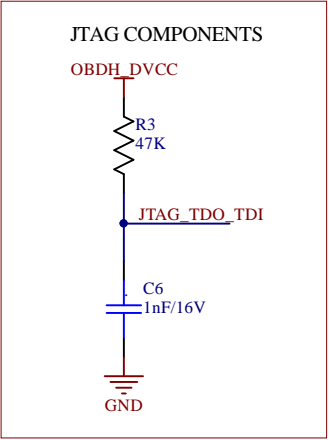 JTAG COMPONENTS
OBDH_DVCC
R3
47K
JTAG_TDO_TDI
C6
1nF/16V
GND